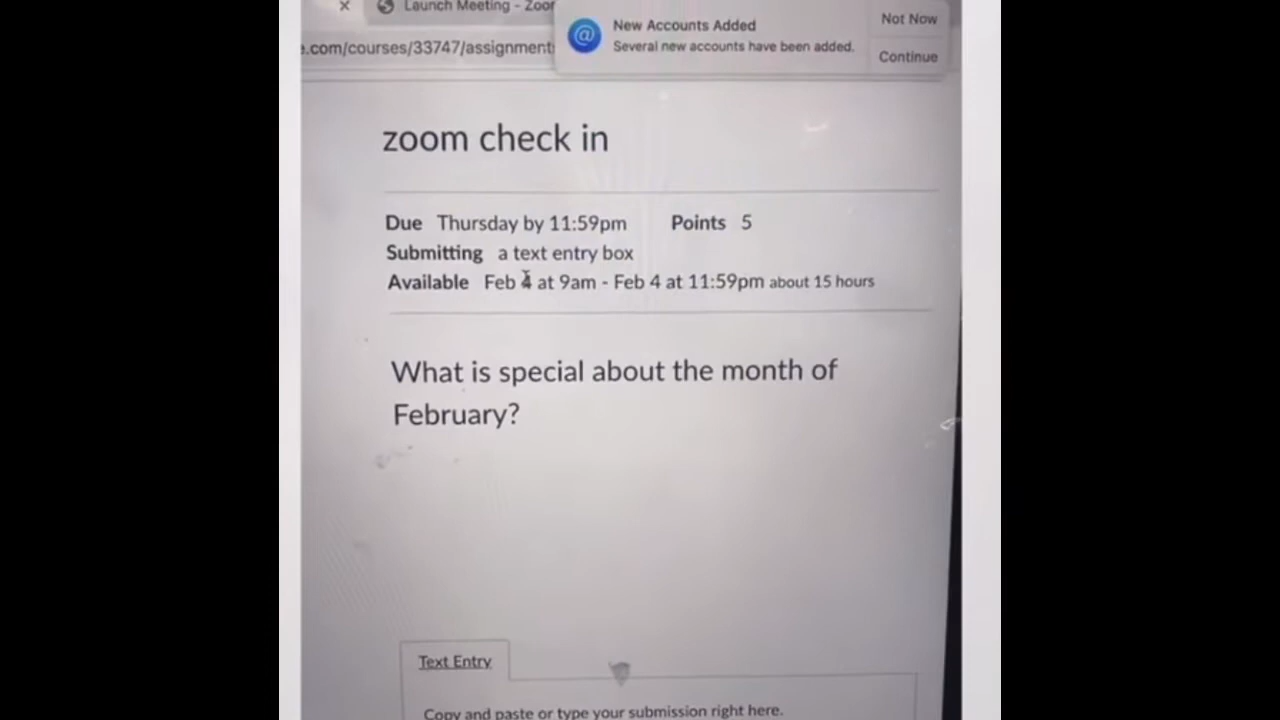 Launch Meeting - Zoor
New Accounts Added
Several new accounts have been added.
Not Now
Continue
e.com/courses/33747/assignment
zoom check in
Due Thursday by 11:59pm Points 5
Submitting a text entry box
Available Feb 4 at 9am - Feb 4 at 11:59pm about 15 hours
What is special about the month of
February?
Text Entry
Copy and paste or type your submission right here.